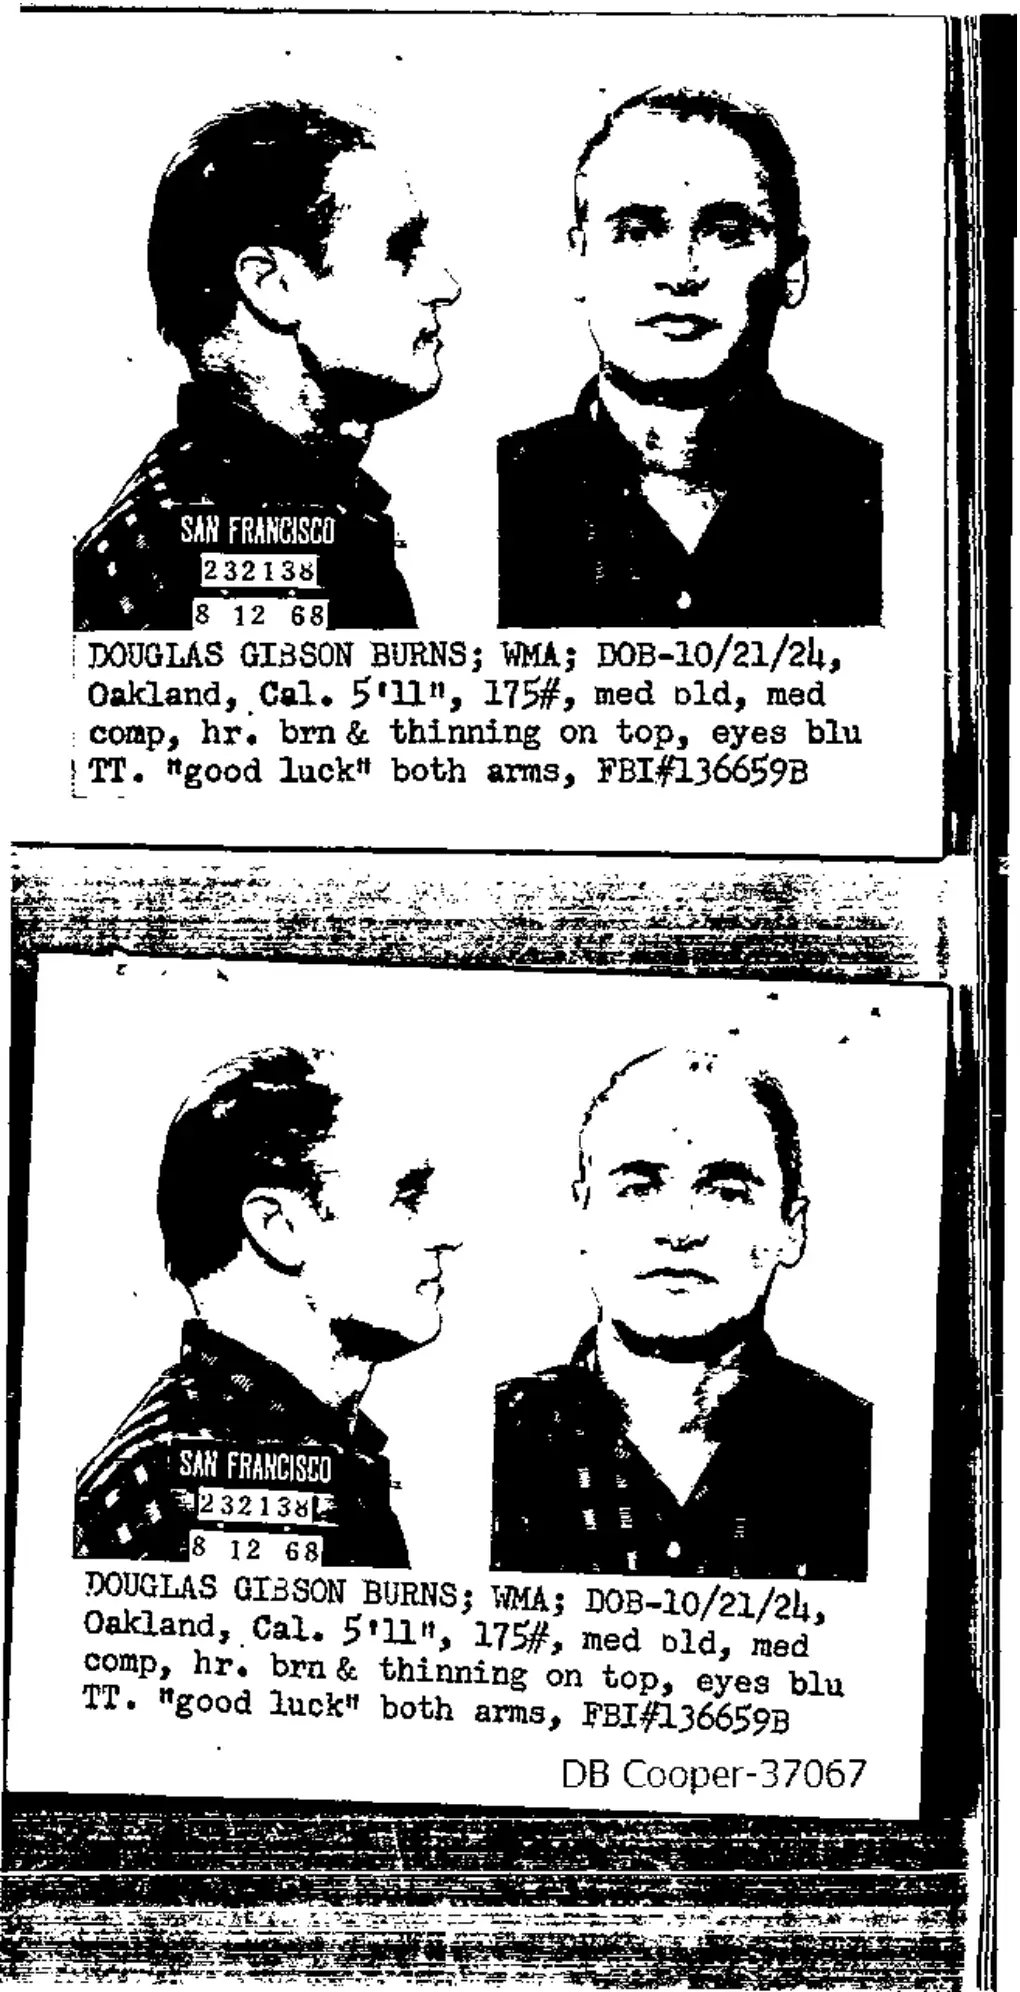 SAN FRANCISCO
232138
8 12 68
DOUGLAS GIBSON BURNS; WMA; DOB-10/21/24,
Oakland, Cal. 5'11", 175#, med bld, med
comp, hr. brn & thinning on top, eyes blu
TT. "good luck" both arms, FBI#136659B
SAN FRANCISCO
232138
8 12 68
DOUGLAS GIBSON BURNS; WMA; DOB-10/21/24,
Oakland, Cal. 5'11", 175#, med bld, med
comp, hr. brn & thinning on top, eyes blu
TT. "good luck" both arms, FBI#136659B
DB Cooper-37067